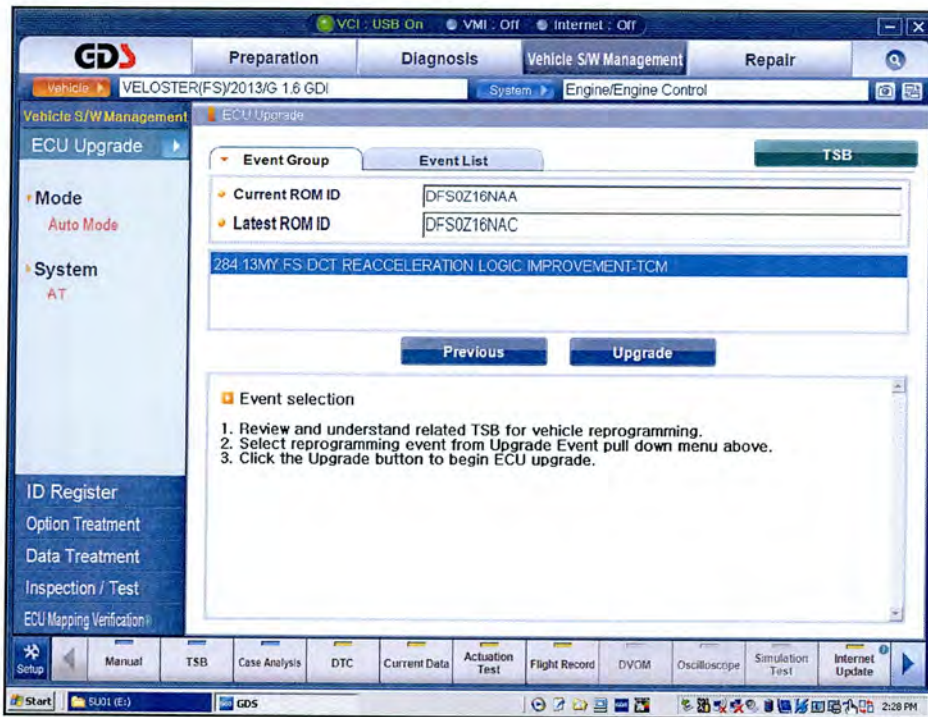 VCI : USB On VMI : Off Internet : Off
GDS Preparation Diagnosis Vehicle S/W Management Repair
Vehicle VELOSTER(FS)/2013/G 1.6 GDI System Engine/Engine Control
Vehicle S/W Management ECU Upgrade
ECU Upgrade
Event Group Event List TSB
Mode
Auto Mode
System
AT
Current ROM ID DFS0Z16NAA
Latest ROM ID DFS0Z16NAC
284.13MY FS DCT REACCELERATION LOGIC IMPROVEMENT-TCM
Previous Upgrade
Event selection
1. Review and understand related TSB for vehicle reprogramming.
2. Select reprogramming event from Upgrade Event pull down menu above.
3. Click the Upgrade button to begin ECU upgrade.
ID Register
Option Treatment
Data Treatment
Inspection / Test
ECU Mapping Verification
Setup Manual TSB Case Analysis DTC Current Data Actuation Test Flight Record DVOM Oscilloscope Simulation Test Internet Update
Start SU01 (E:) GDS 2:28 PM